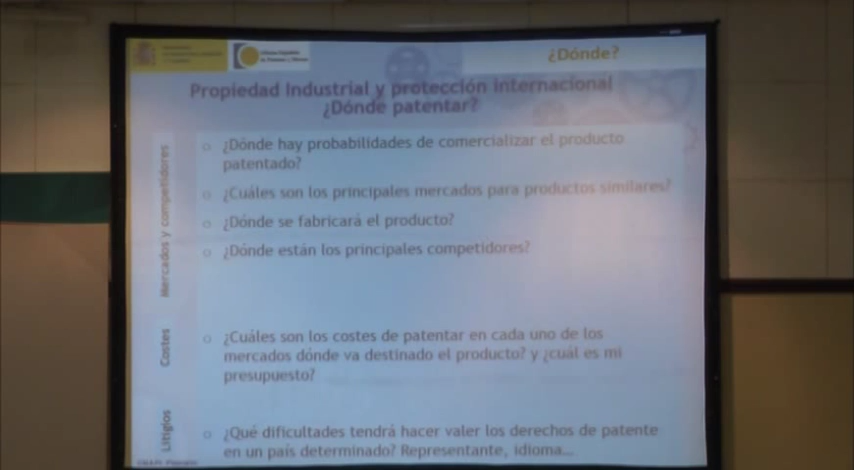 ¿Dónde?
Propiedad Industrial y protección internacional
¿Dónde patentar?
Mercados y competidores
○ ¿Dónde hay probabilidades de comercializar el producto
patentado?
○ ¿Cuáles son los principales mercados para productos similares?
○ ¿Dónde se fabricará el producto?
○ ¿Dónde están los principales competidores?
Costes
○ ¿Cuáles son los costes de patentar en cada uno de los
mercados dónde va destinado el producto? y ¿cuál es mi
presupuesto?
Litigios
○ ¿Qué dificultades tendrá hacer valer los derechos de patente
en un país determinado? Representante, idioma...